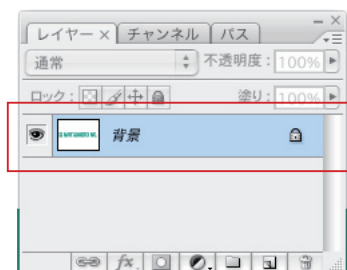 レイヤー × チャンネル パス
通常 不透明度: 100%
ロック: 塗り: 100%
背景
fx.